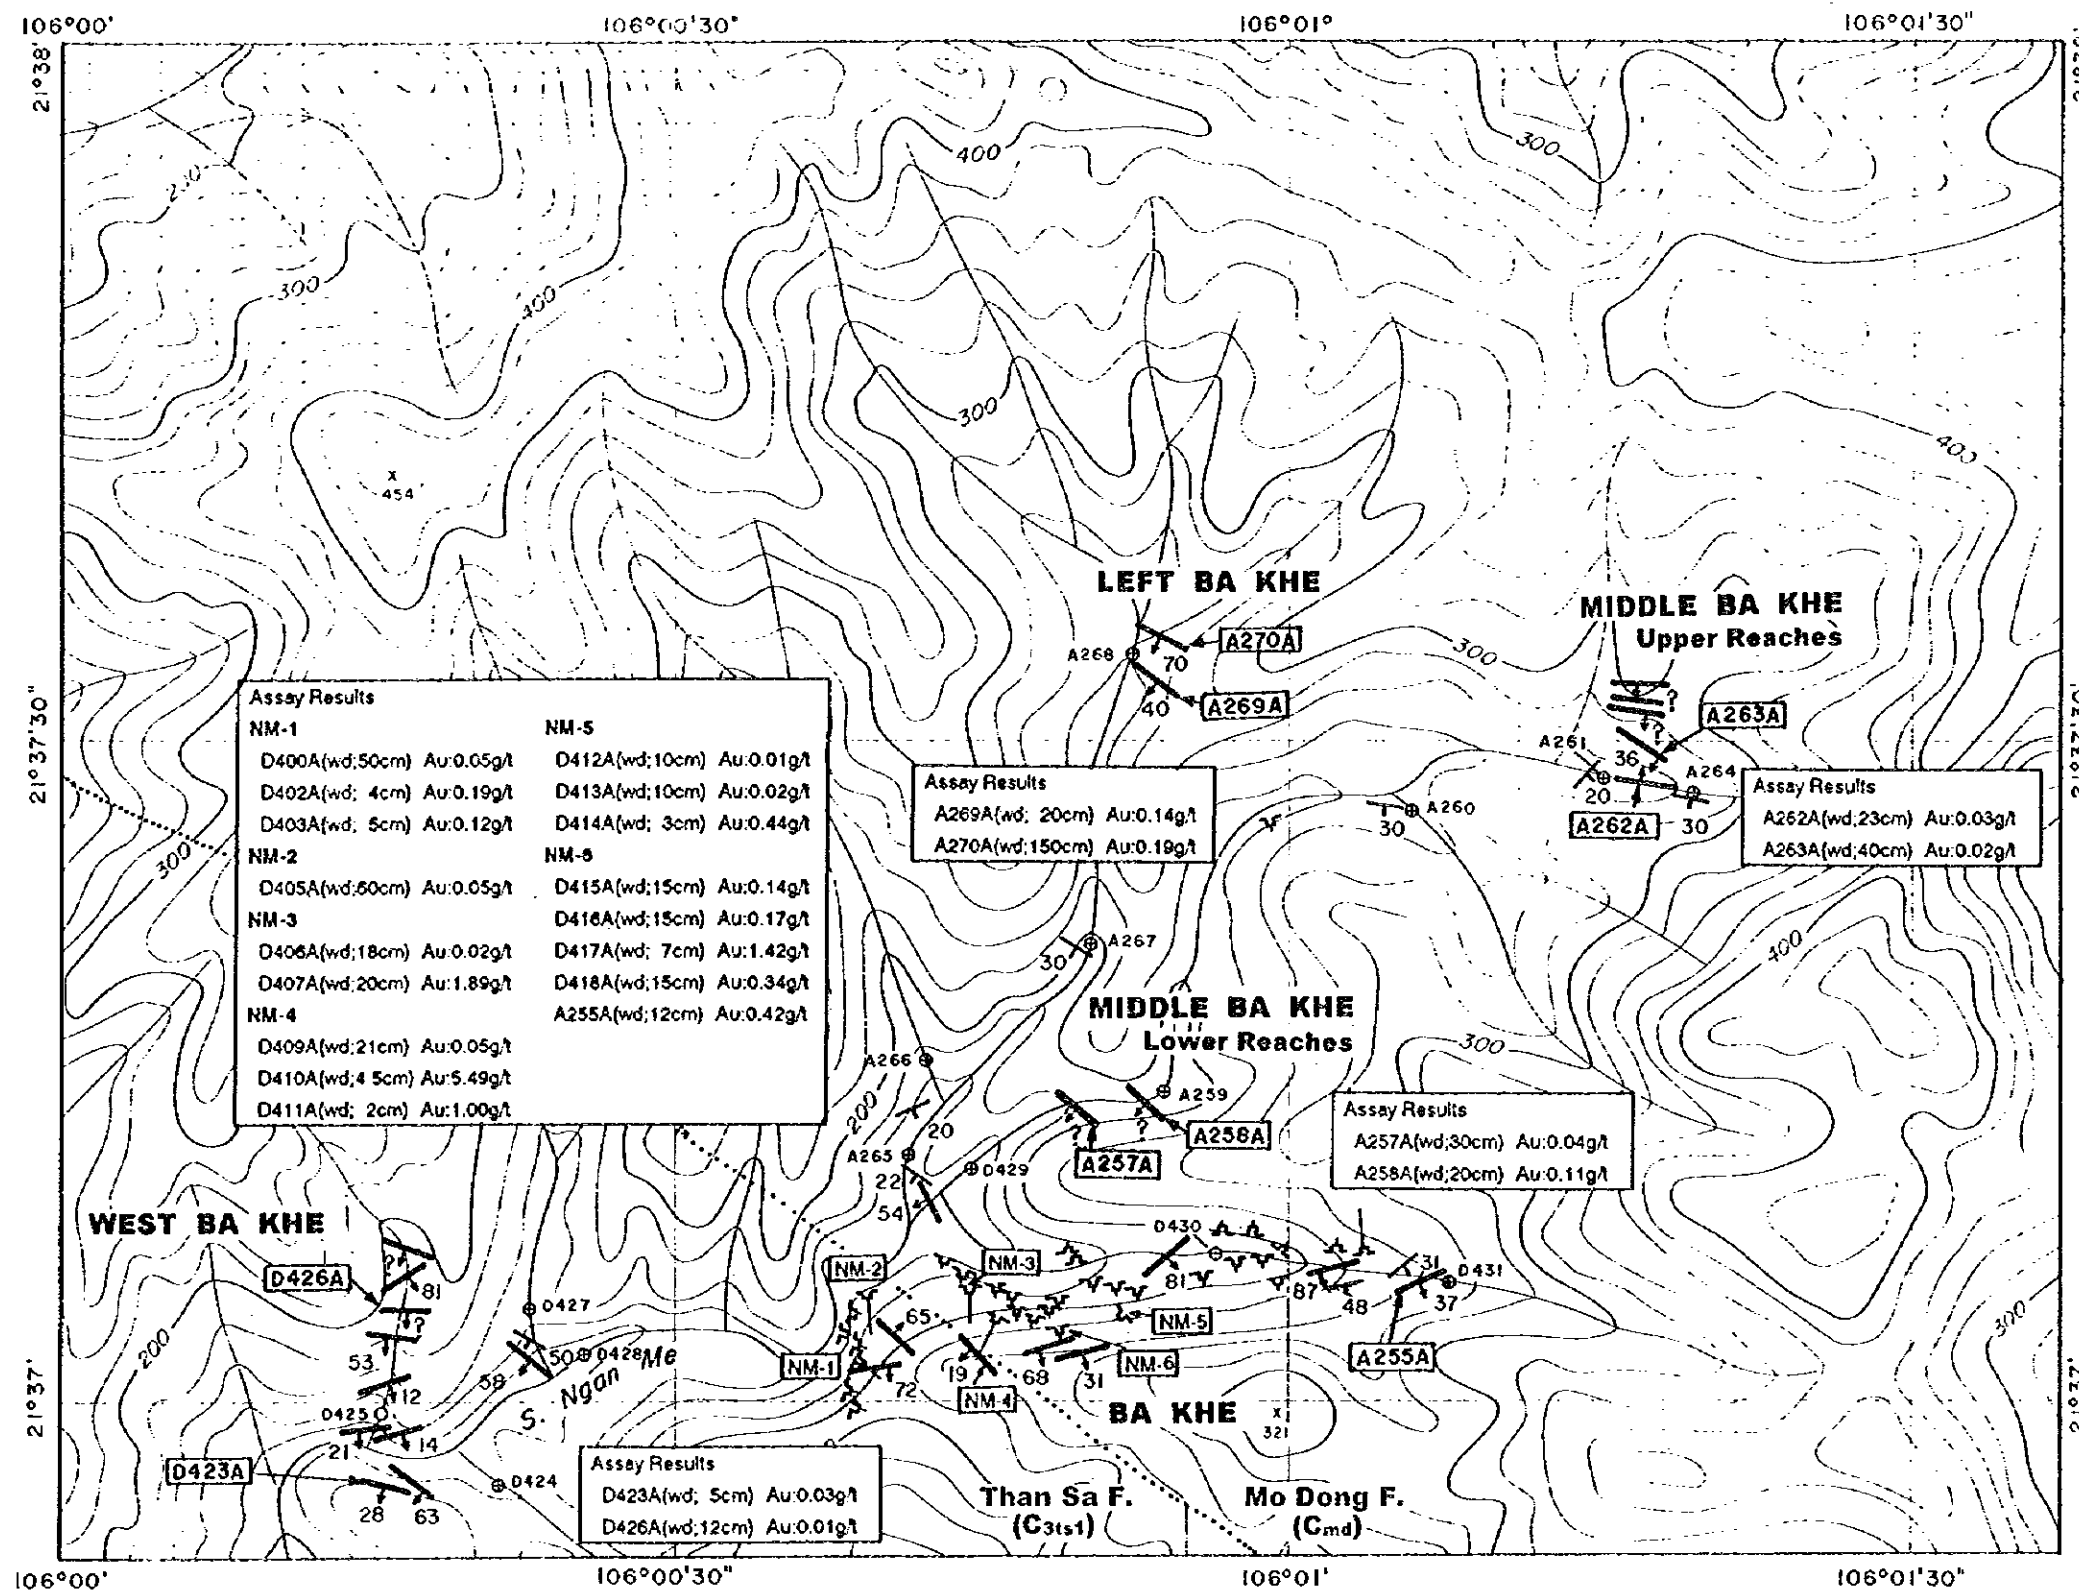 106°00' 106°00'30" 106°01° 106°01'30"
21°38'
400
300
300
400
300
400
454
LEFT BA KHE
MIDDLE BA KHE
Upper Reaches
A270A
A268
70
300
A269A
40
?
A263A
?
21°37'30"
A261
36
A264
20
A262A
30
A260
30
Assay Results
NM-1
D400A(wd;50cm) Au:0.05g/t
D402A(wd; 4cm) Au:0.19g/t
D403A(wd; 5cm) Au:0.12g/t
NM-2
D405A(wd;60cm) Au:0.05g/t
NM-3
D406A(wd;18cm) Au:0.02g/t
D407A(wd;20cm) Au:1.89g/t
NM-4
D409A(wd;21cm) Au:0.05g/t
D410A(wd;4 5cm) Au:5.49g/t
D411A(wd; 2cm) Au:1.00g/t
NM-5
D412A(wd;10cm) Au:0.01g/t
D413A(wd;10cm) Au:0.02g/t
D414A(wd; 3cm) Au:0.44g/t
NM-6
D415A(wd;15cm) Au:0.14g/t
D416A(wd;15cm) Au:0.17g/t
D417A(wd; 7cm) Au:1.42g/t
D418A(wd;15cm) Au:0.34g/t
A255A(wd;12cm) Au:0.42g/t
Assay Results
A269A(wd; 20cm) Au:0.14g/t
A270A(wd;150cm) Au:0.19g/t
Assay Results
A262A(wd;23cm) Au:0.03g/t
A263A(wd;40cm) Au:0.02g/t
300
A267
30
400
MIDDLE BA KHE
Lower Reaches
300
A266
200
20
A259
?
A258A
?
A257A
Assay Results
A257A(wd;30cm) Au:0.04g/t
A258A(wd;20cm) Au:0.11g/t
A265
D429
22
54
WEST BA KHE
D430
D426A
?
81
NM-2
NM-3
81
31
D431
87
48
37
D427
?
65
NM-5
300
200
53
50
D428
S. Ngan Me
58
NM-1
72
19
NM-4
68
31
NM-6
A255A
21°37'
12
D425
BA KHE
321
21
14
D423A
D424
28
63
Assay Results
D423A(wd; 5cm) Au:0.03g/t
D426A(wd;12cm) Au:0.01g/t
Than Sa F.
(C3ts1)
Mo Dong F.
(Cmd)
106°00' 106°00'30" 106°01' 106°01'30"